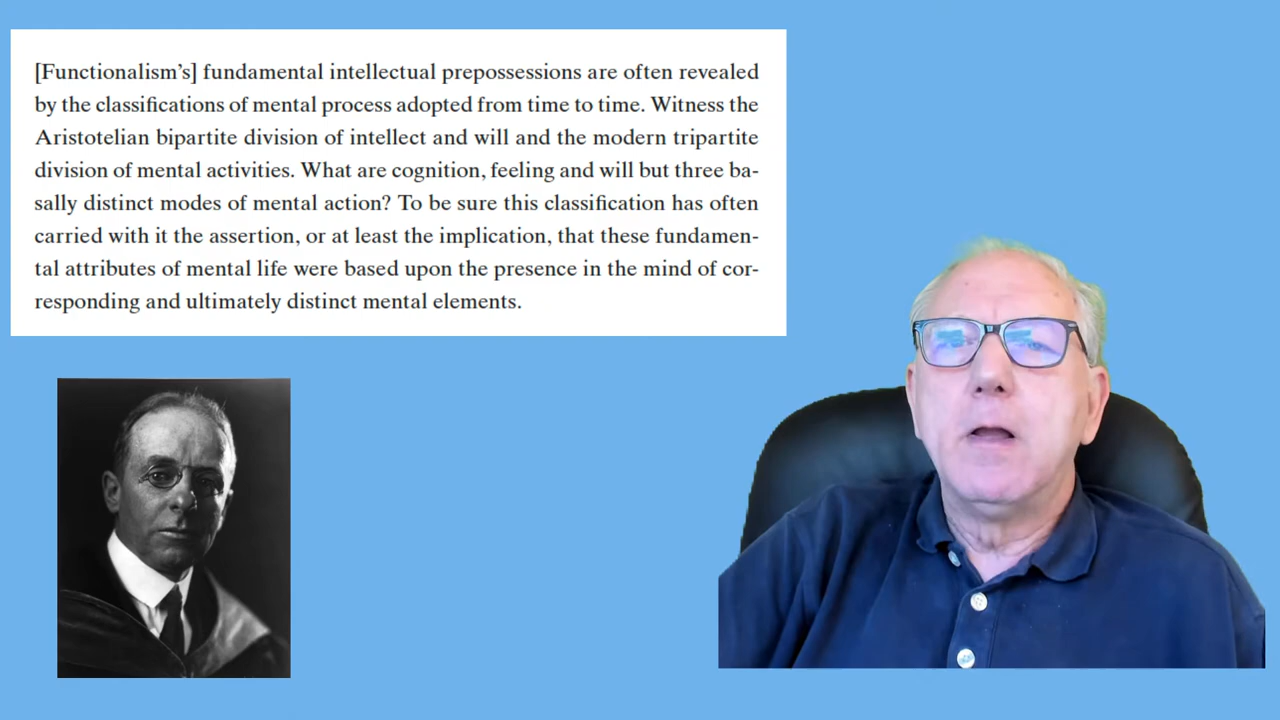 [Functionalism’s] fundamental intellectual prepossessions are often revealed
by the classifications of mental process adopted from time to time. Witness the
Aristotelian bipartite division of intellect and will and the modern tripartite
division of mental activities. What are cognition, feeling and will but three ba-
sally distinct modes of mental action? To be sure this classification has often
carried with it the assertion, or at least the implication, that these fundamen-
tal attributes of mental life were based upon the presence in the mind of cor-
responding and ultimately distinct mental elements.